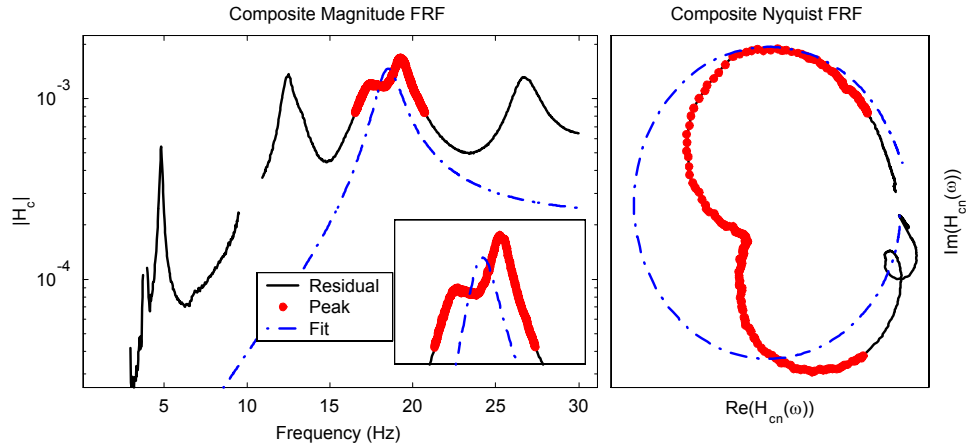 Composite Magnitude FRF
Composite Nyquist FRF
10^-3
10^-4
|H_c|
Residual
Peak
Fit
5
10
15
20
25
30
Frequency (Hz)
Re(H_cn(ω))
Im(H_cn(ω))